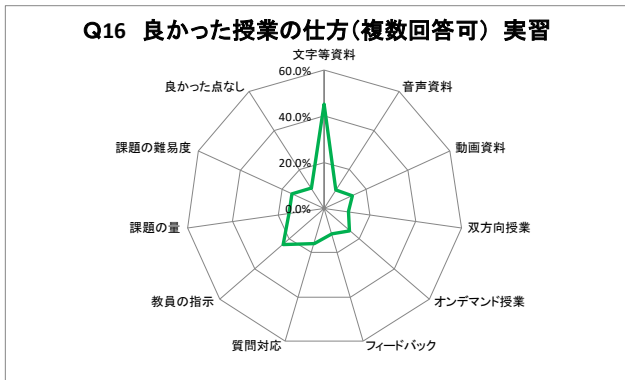 Q16 良かった授業の仕方(複数回答可) 実習
文字等資料
音声資料
動画資料
双方向授業
オンデマンド授業
フィードバック
質問対応
教員の指示
課題の量
課題の難易度
良かった点なし
60.0%
40.0%
20.0%
0.0%